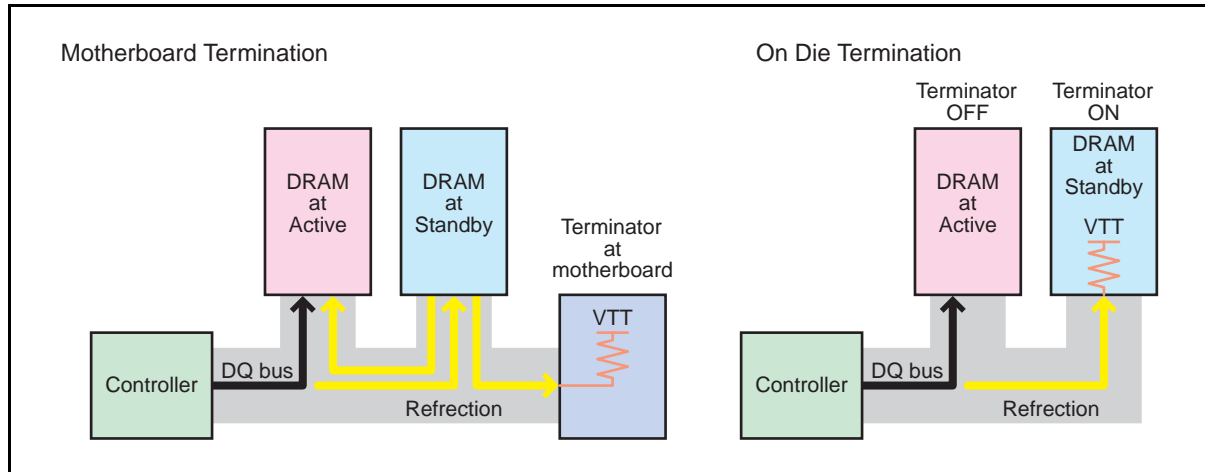 Motherboard Termination
DRAM
at
Active
DRAM
at
Standby
Terminator
at
motherboard
VTT
Controller
DQ bus
Refrection
On Die Termination
Terminator
OFF
Terminator
ON
DRAM
at
Active
DRAM
at
Standby
VTT
Controller
DQ bus
Refrection